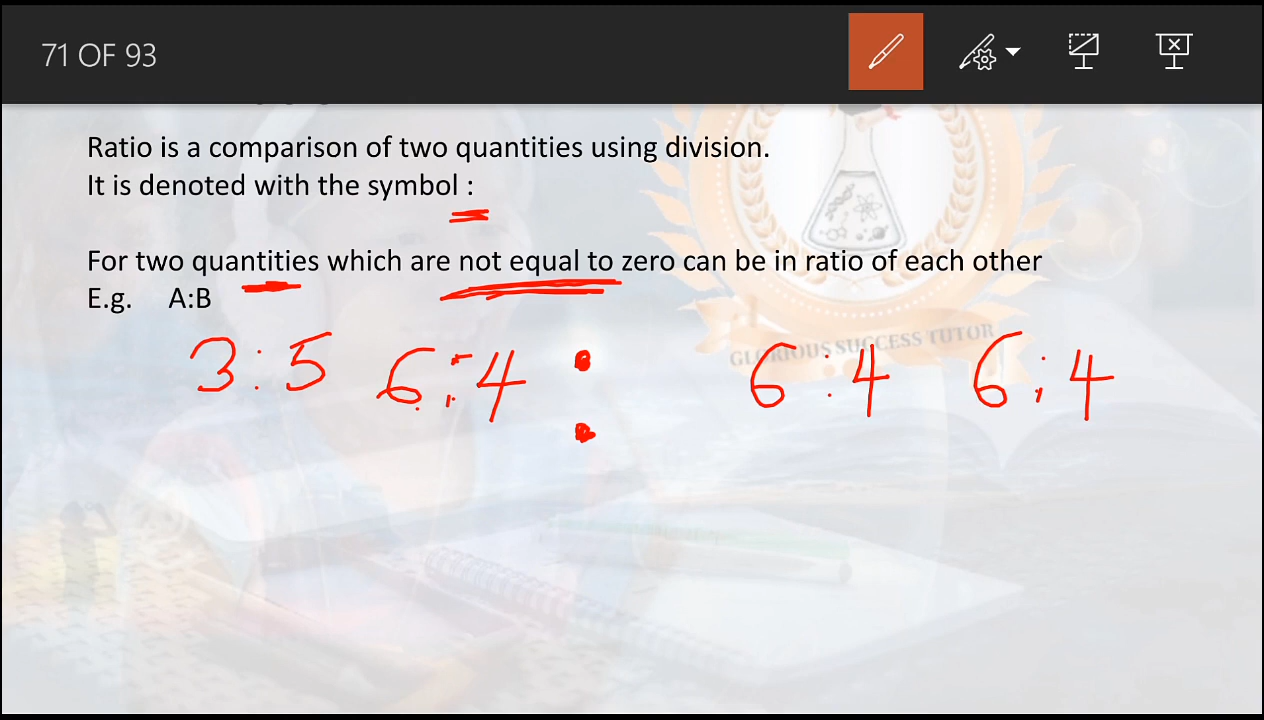 71 OF 93
Ratio is a comparison of two quantities using division.
It is denoted with the symbol :
For two quantities which are not equal to zero can be in ratio of each other
E.g. A:B
GLORIOUS SUCCESS TUTOR
3:5 6:4 : 6:4 6;4